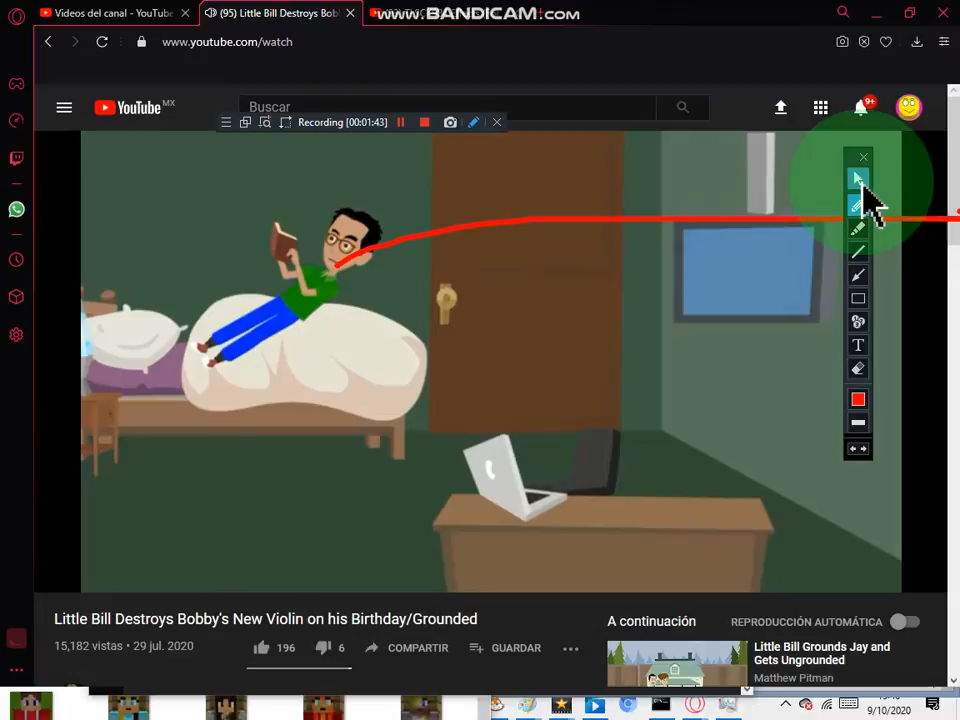 Videos del canal - YouTube
(95) Little Bill Destroys Bob
www.BANDICAM.com
www.youtube.com/watch
YouTube MX
Buscar
9+
Recording [00:01:43]
T
Little Bill Destroys Bobby's New Violin on his Birthday/Grounded
15,182 vistas • 29 jul. 2020
196
6
COMPARTIR
GUARDAR
A continuación
REPRODUCCIÓN AUTOMÁTICA
Little Bill Grounds Jay and
Gets Ungrounded
Matthew Pitman
9/10/2020